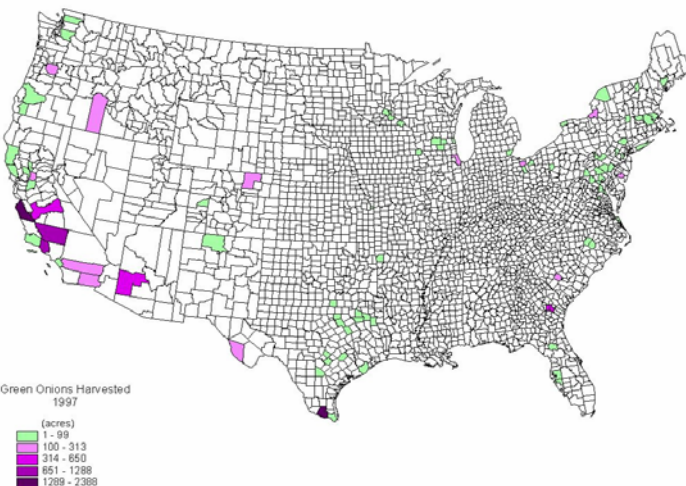 Green Onions Harvested
1997
(acres)
1 - 99
100 - 313
314 - 650
651 - 1288
1289 - 2388